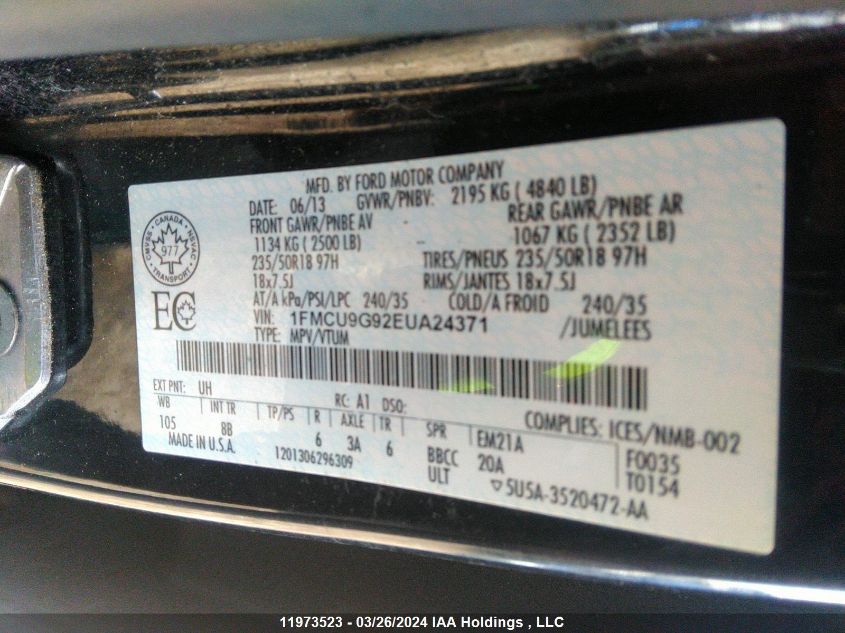 MFD. BY FORD MOTOR COMPANY
DATE: 06/13 GVWR/PNBV: 2195 KG ( 4840 LB)
FRONT GAWR/PNBE AV REAR GAWR/PNBE AR
1134 KG ( 2500 LB) 1067 KG ( 2352 LB)
235/50R18 97H TIRES/PNEUS 235/50R18 97H
18x7.5J RIMS/JANTES 18x7.5J
AT/A kPa/PSI/LPC 240/35 COLD/A FROID 240/35
VIN: 1FMCU9G92EUA24371 /JUMELEES
TYPE: MPV/VTUM
CANADA
CMVSS 977 NSVAC
TRANSPORT
EC
EXT PNT: UH RC: A1 DSO:
WB INT TR TP/PS R AXLE TR SPR EM21A COMPLIES: ICES/NMB-002
105 8B 6 3A 6 BBCC 20A F0035
MADE IN U.S.A. 1201306296309 ULT T0154
5U5A-3520472-AA
11973523 - 03/26/2024 IAA Holdings , LLC